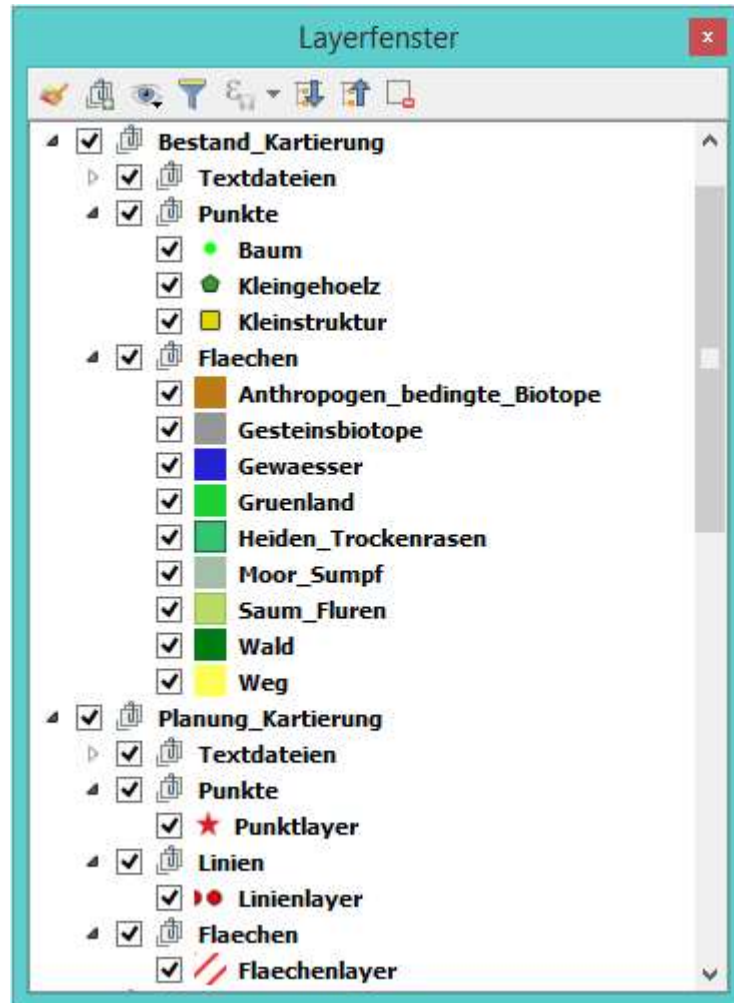 Layerfenster
Bestand_Kartierung
Textdateien
Punkte
Baum
Kleingehoelz
Kleinstruktur
Flaechen
Anthropogen_bedingte_Biotope
Gesteinsbiotope
Gewaesser
Gruenland
Heiden_Trockenrasen
Moor_Sumpf
Saum_Fluren
Wald
Weg
Planung_Kartierung
Textdateien
Punkte
Punktlayer
Linien
Linienlayer
Flaechen
Flaechenlayer